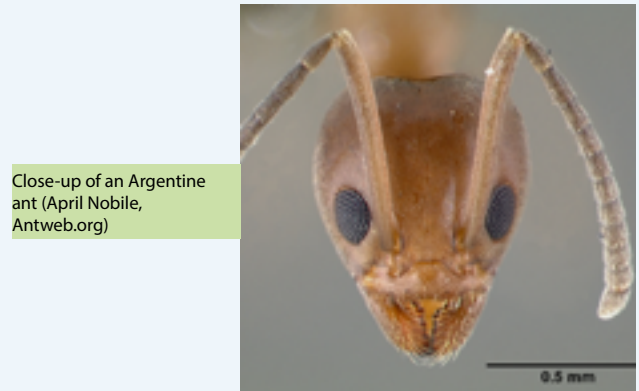 Close-up of an Argentine
ant (April Nobile,
Antweb.org)
0.5 mm